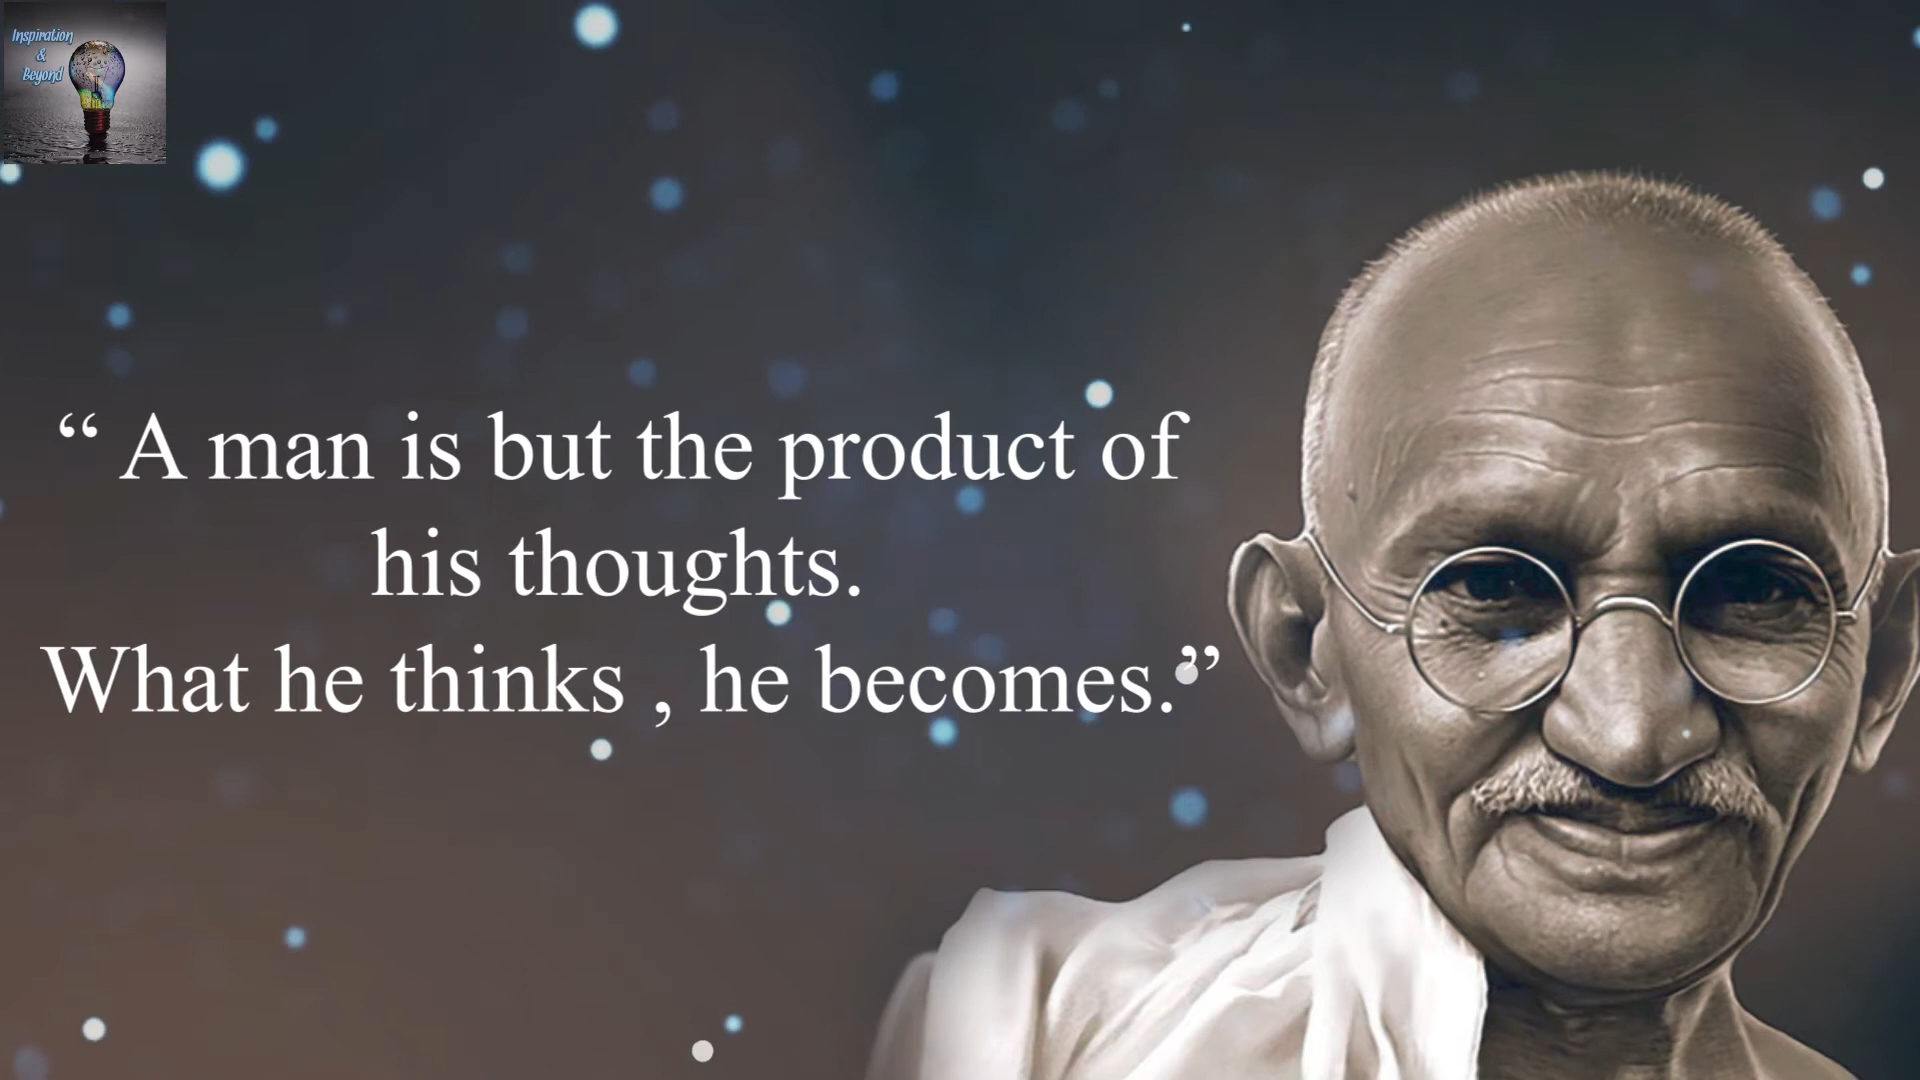 Inspiration
&
Beyond
“ A man is but the product of
his thoughts.
What he thinks , he becomes.”